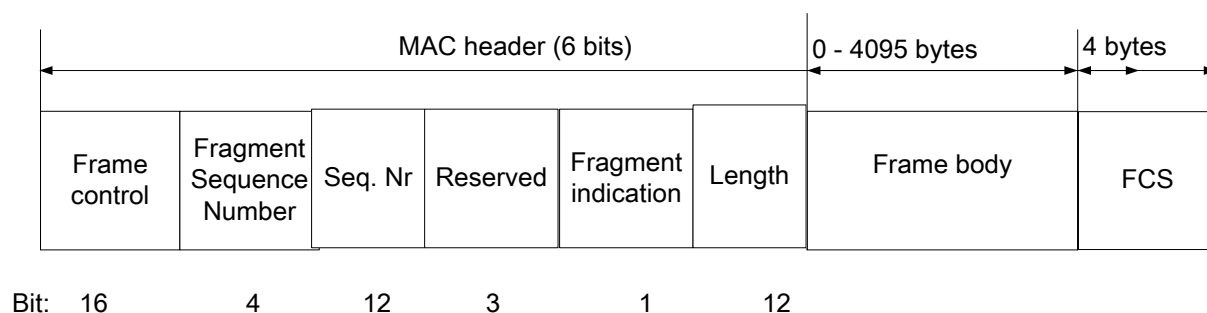 MAC header (6 bits)
0 - 4095 bytes
4 bytes
Frame
control
Fragment
Sequence
Number
Seq. Nr
Reserved
Fragment
indication
Length
Frame body
FCS
Bit: 16 4 12 3 1 12